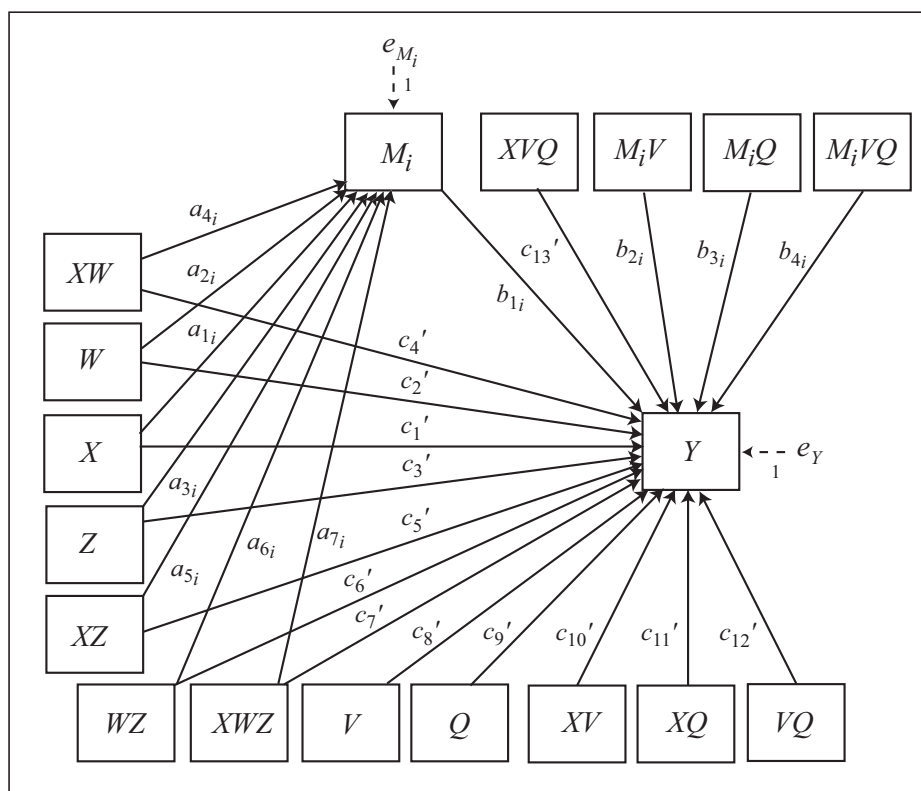 e_{M_i}
1
M_i
XVQ
M_iV
M_iQ
M_iVQ
a_{4_i}
XW
a_{2_i}
c_{13}′
b_{2_i}
b_{3_i}
b_{4_i}
b_{1_i}
a_{1_i}
c_4′
W
c_2′
X
c_1′
Y
e_Y
1
c_3′
a_{3_i}
Z
c_5′
a_{6_i}
a_{7_i}
a_{5_i}
c_6′
XZ
c_7′
c_8′
c_9′
c_{10}′
c_{11}′
c_{12}′
WZ
XWZ
V
Q
XV
XQ
VQ